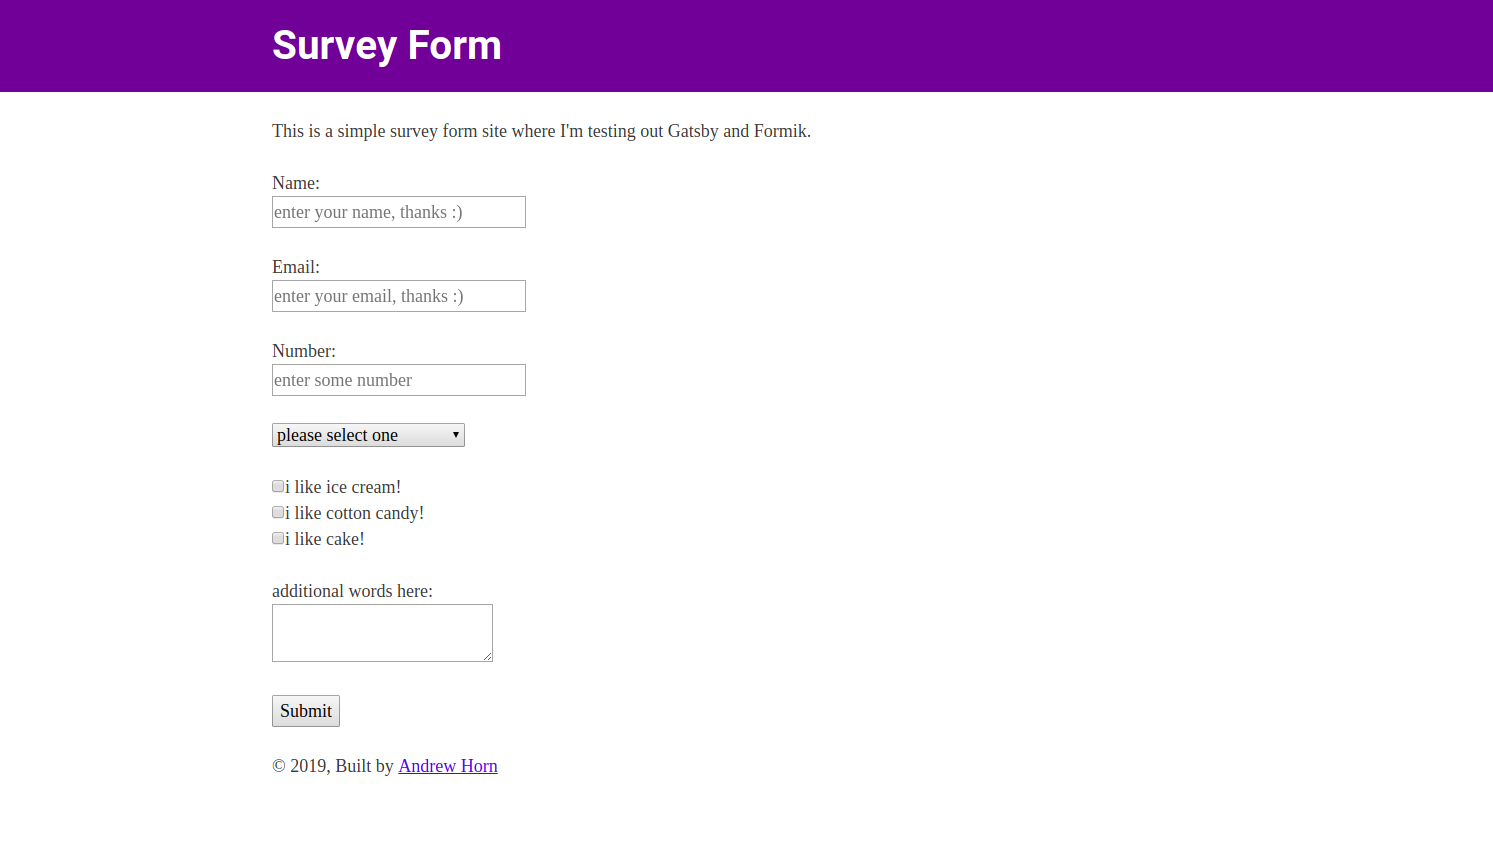 Survey Form
This is a simple survey form site where I'm testing out Gatsby and Formik.
Name:
enter your name, thanks :)
Email:
enter your email, thanks :)
Number:
enter some number
please select one
i like ice cream!
i like cotton candy!
i like cake!
additional words here:
Submit
© 2019, Built by Andrew Horn